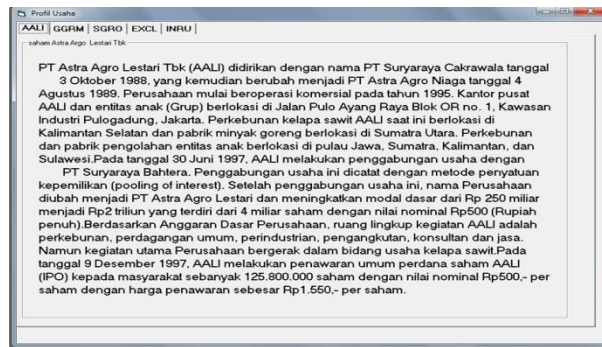 Profil Usaha
AALI GGRM SGRO EXCL INRU
saham Astra Argo Lestari Tbk
PT Astra Agro Lestari Tbk (AALI) didirikan dengan nama PT Suryaraya Cakrawala tanggal
3 Oktober 1988, yang kemudian berubah menjadi PT Astra Agro Niaga tanggal 4
Agustus 1989. Perusahaan mulai beroperasi komersial pada tahun 1995. Kantor pusat
AALI dan entitas anak (Grup) berlokasi di Jalan Pulo Ayang Raya Blok OR no. 1, Kawasan
Industri Pulogadung, Jakarta. Perkebunan kelapa sawit AALI saat ini berlokasi di
Kalimantan Selatan dan pabrik minyak goreng berlokasi di Sumatra Utara. Perkebunan
dan pabrik pengolahan entitas anak berlokasi di pulau Jawa, Sumatra, Kalimantan, dan
Sulawesi.Pada tanggal 30 Juni 1997, AALI melakukan penggabungan usaha dengan
PT Suryaraya Bahtera. Penggabungan usaha ini dicatat dengan metode penyatuan
kepemilikan (pooling of interest). Setelah penggabungan usaha ini, nama Perusahaan
diubah menjadi PT Astra Agro Lestari dan meningkatkan modal dasar dari Rp 250 miliar
menjadi Rp2 triliun yang terdiri dari 4 miliar saham dengan nilai nominal Rp500 (Rupiah
penuh).Berdasarkan Anggaran Dasar Perusahaan, ruang lingkup kegiatan AALI adalah
perkebunan, perdagangan umum, perindustrian, pengangkutan, konsultan dan jasa.
Namun kegiatan utama Perusahaan bergerak dalam bidang usaha kelapa sawit.Pada
tanggal 9 Desember 1997, AALI melakukan penawaran umum perdana saham AALI
(IPO) kepada masyarakat sebanyak 125.800.000 saham dengan nilai nominal Rp500,- per
saham dengan harga penawaran sebesar Rp1.550,- per saham.